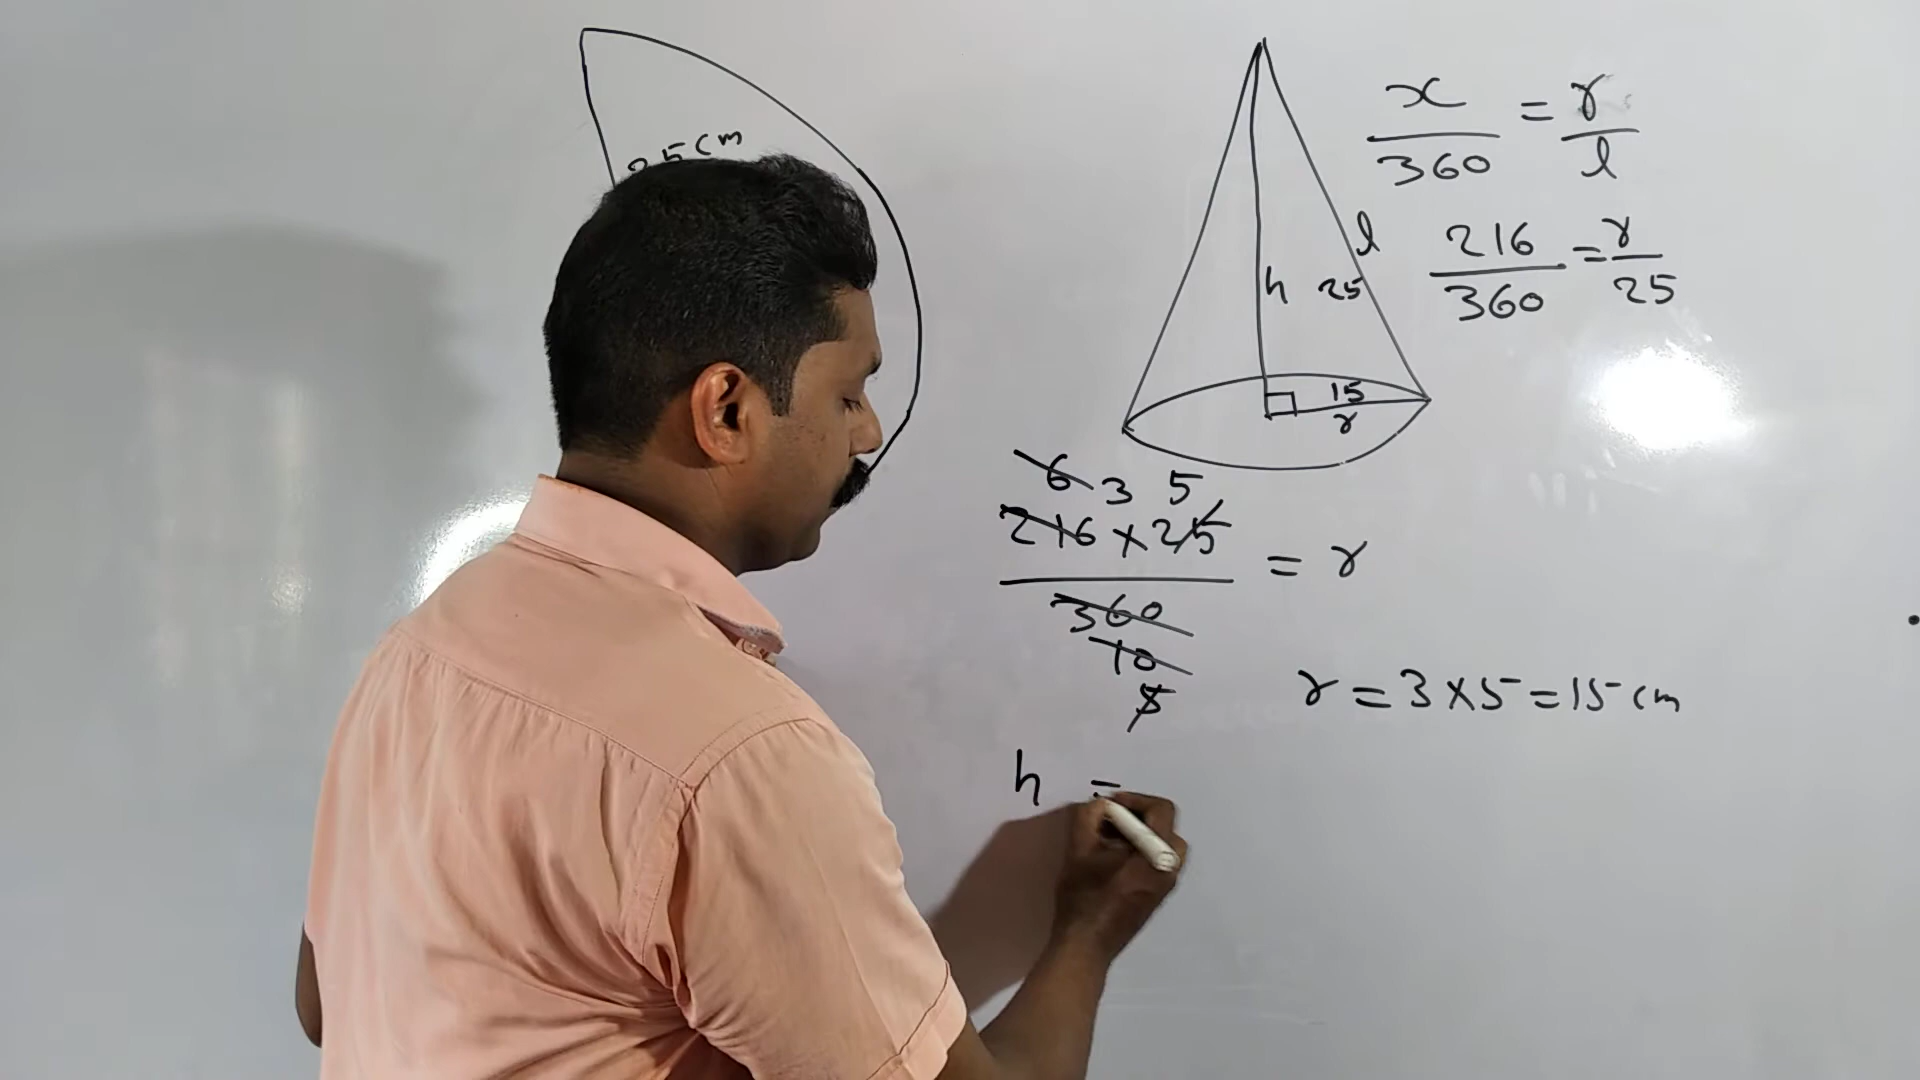 25cm
x/360 = r/l
216/360 = r/25
l
h 25
15
r
6 3 5
216 × 25 / 360 = r
10
5
r = 3 × 5 = 15 cm
h =